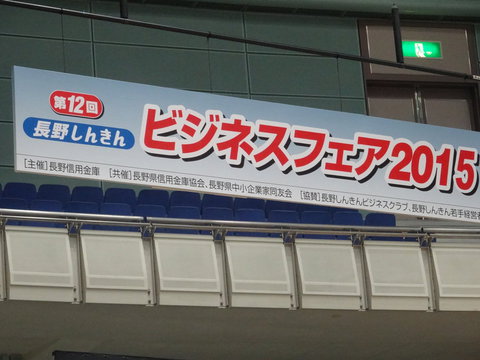 第12回
長野しんきん
ビジネスフェア2015
[主催]長野信用金庫 [共催]長野県信用金庫協会、長野県中小企業家同友会 [協賛]長野しんきんビジネスクラブ、長野しんきん若手経営